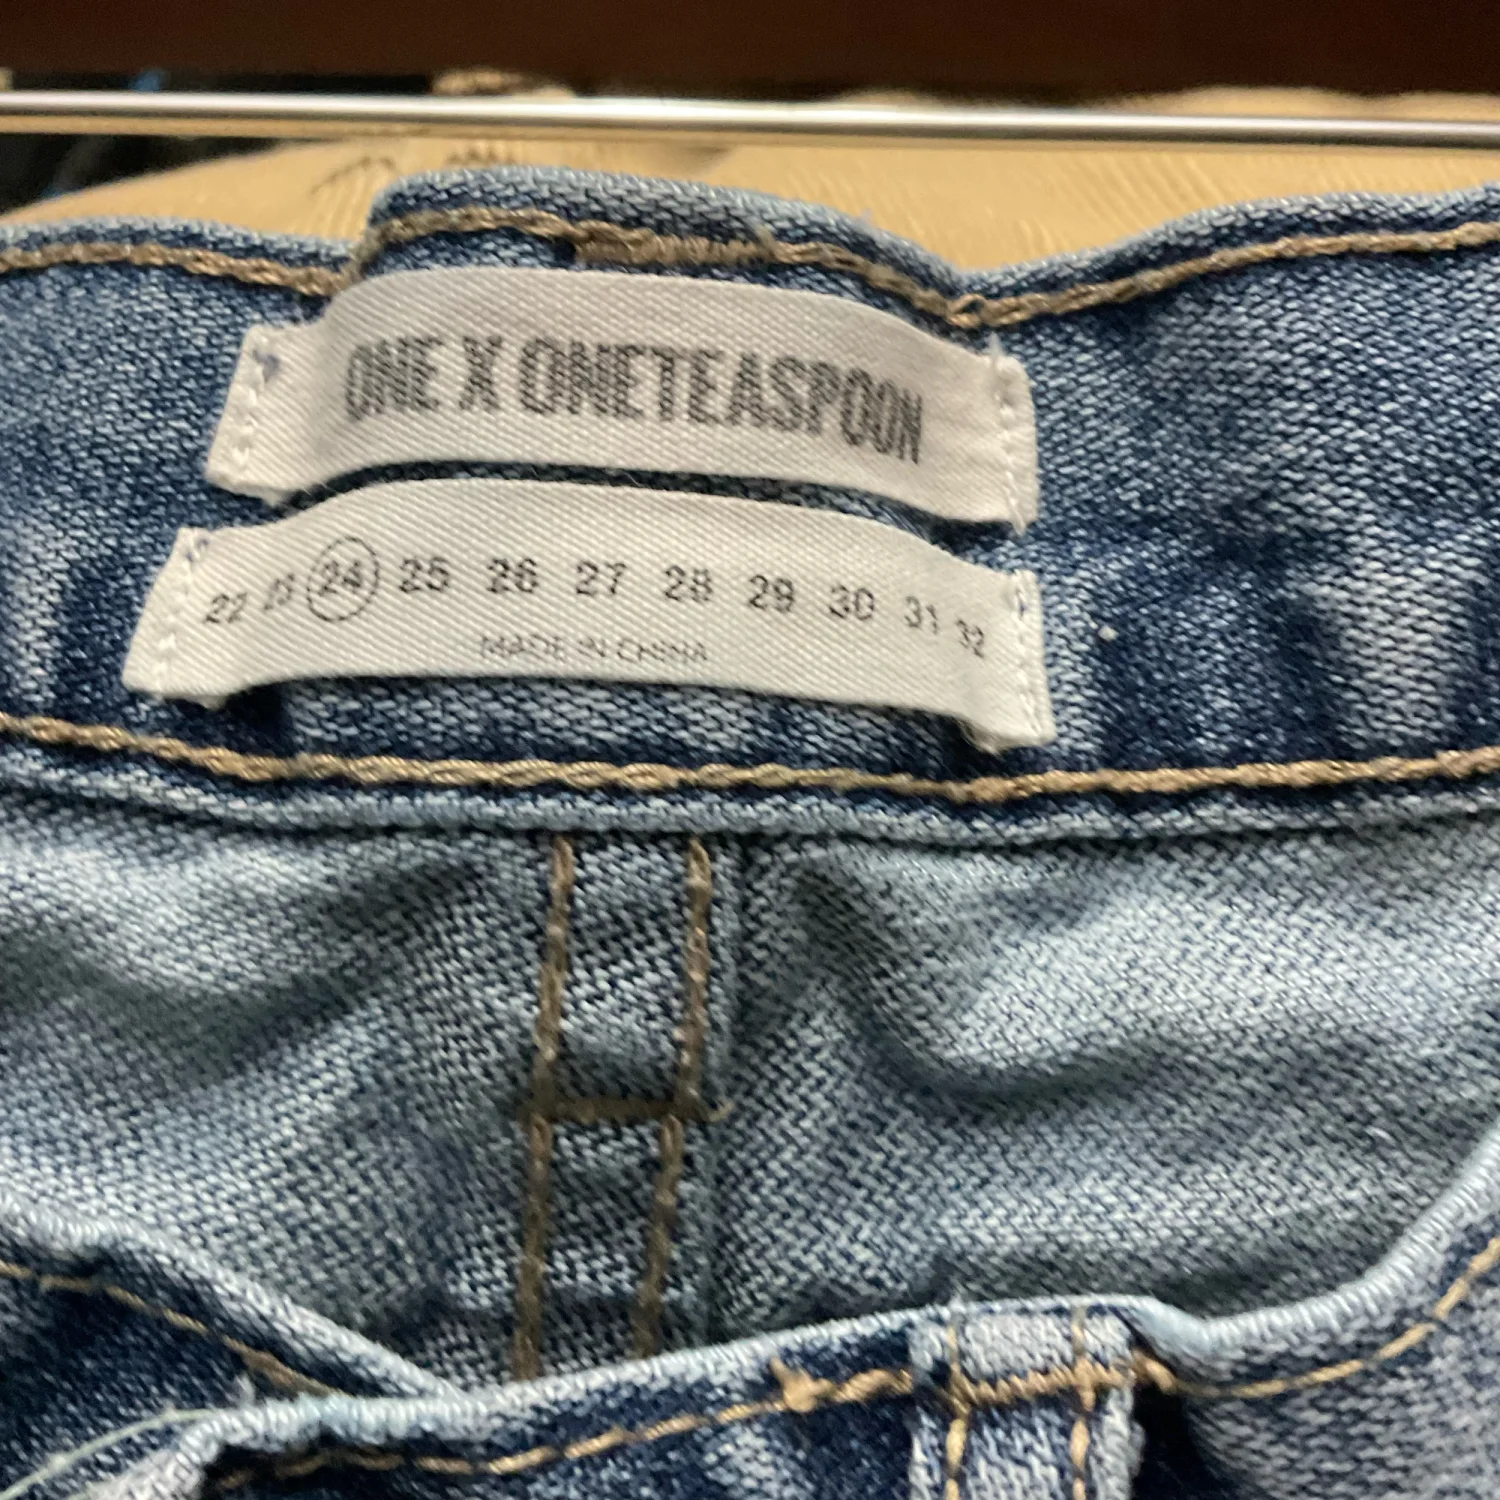 ONE X ONETEASPOON
22 23 24 25 26 27 28 29 30 31 32
MADE IN CHINA